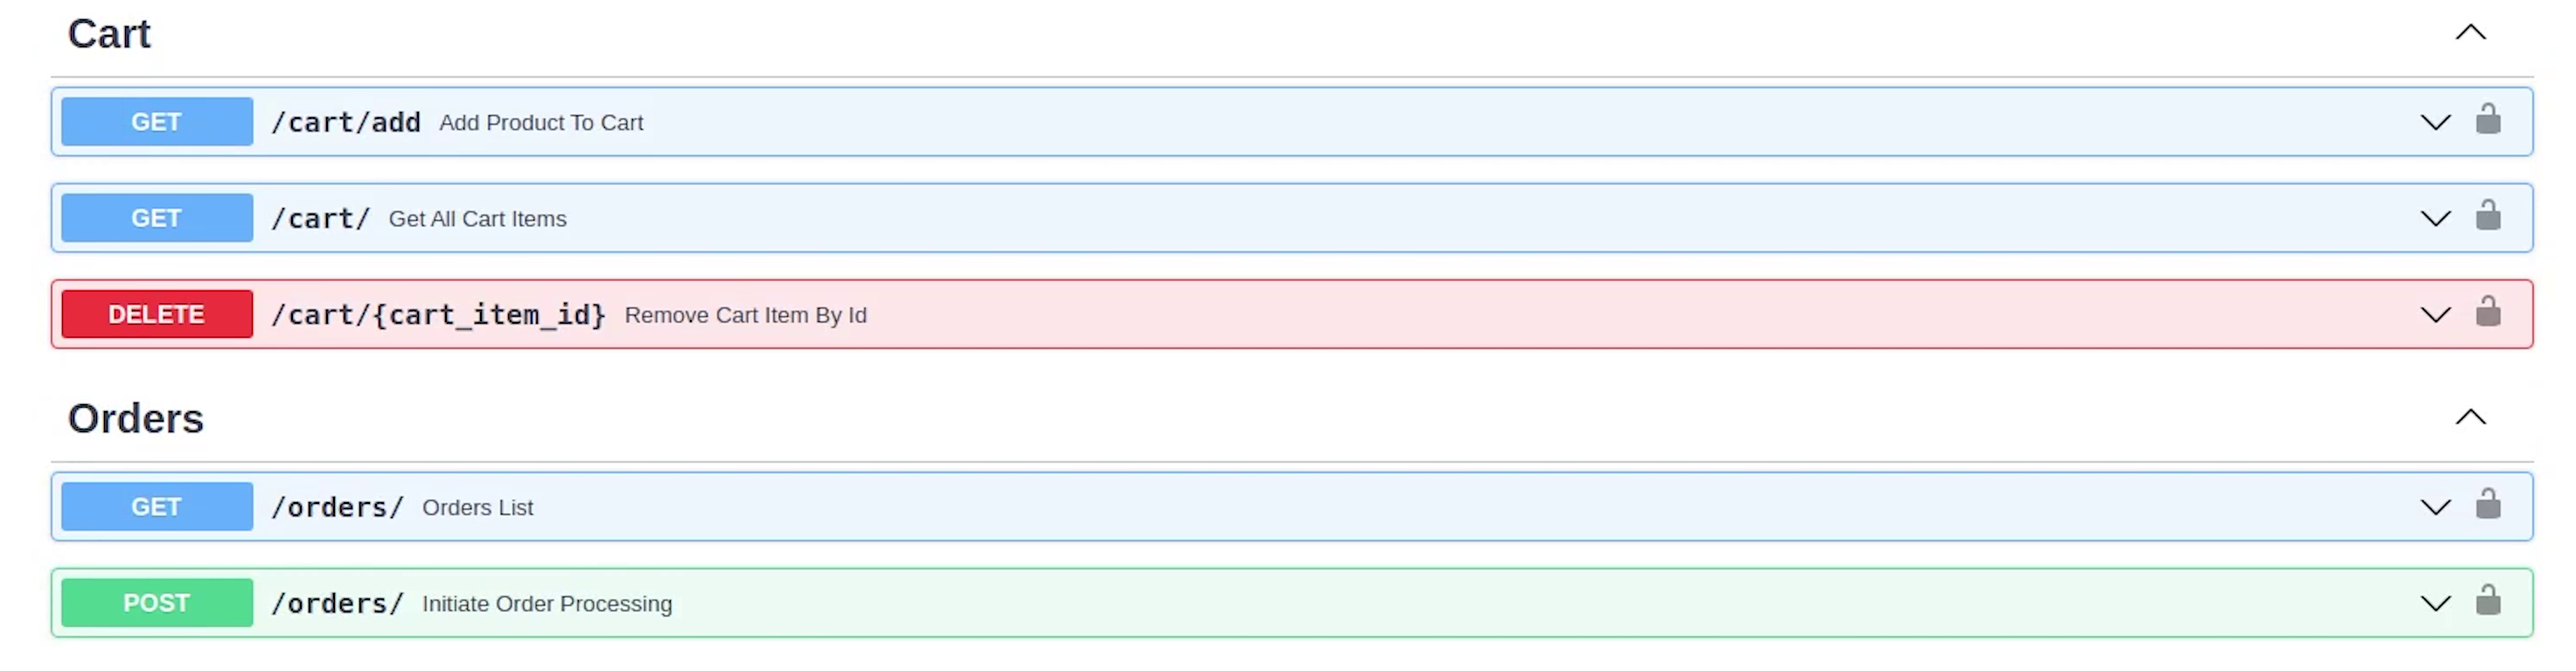 Cart
GET /cart/add Add Product To Cart
GET /cart/ Get All Cart Items
DELETE /cart/{cart_item_id} Remove Cart Item By Id
Orders
GET /orders/ Orders List
POST /orders/ Initiate Order Processing